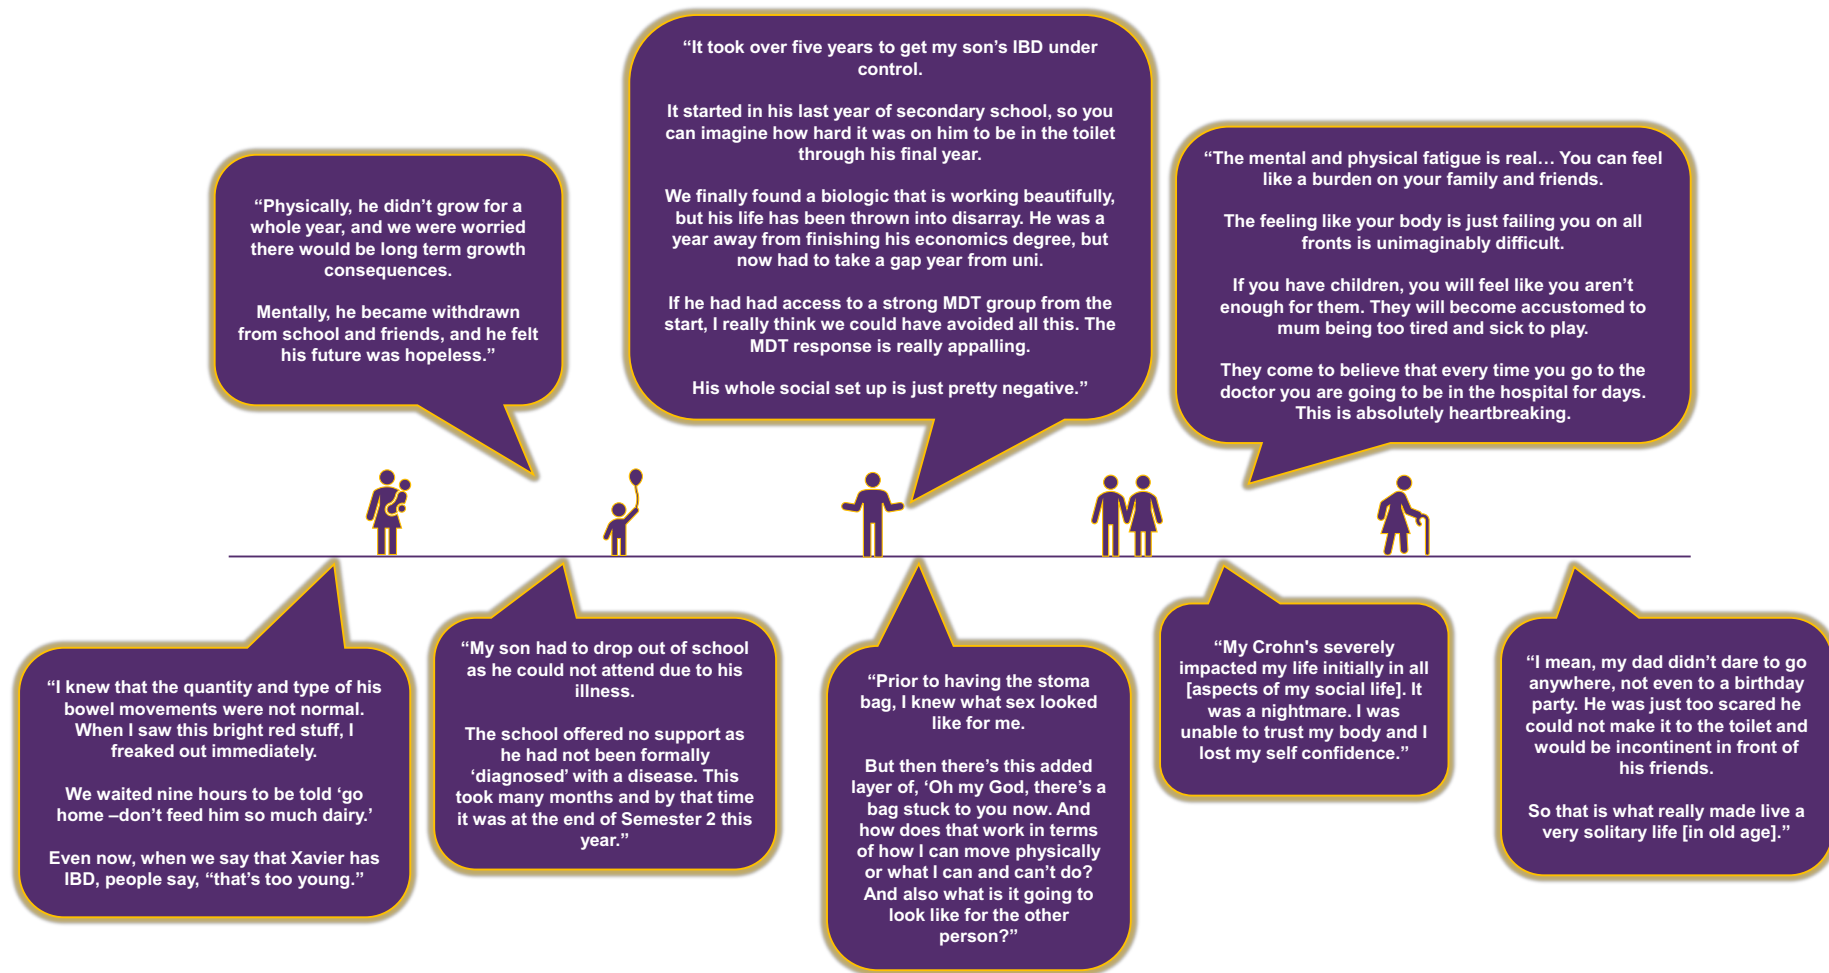 “Physically, he didn’t grow for a
whole year, and we were worried
there would be long term growth
consequences.
Mentally, he became withdrawn
from school and friends, and he felt
his future was hopeless.”
“It took over five years to get my son’s IBD under
control.
It started in his last year of secondary school, so you
can imagine how hard it was on him to be in the toilet
through his final year.
We finally found a biologic that is working beautifully,
but his life has been thrown into disarray. He was a
year away from finishing his economics degree, but
now had to take a gap year from uni.
If he had had access to a strong MDT group from the
start, I really think we could have avoided all this. The
MDT response is really appalling.
His whole social set up is just pretty negative.”
“The mental and physical fatigue is real… You can feel
like a burden on your family and friends.
The feeling like your body is just failing you on all
fronts is unimaginably difficult.
If you have children, you will feel like you aren’t
enough for them. They will become accustomed to
mum being too tired and sick to play.
They come to believe that every time you go to the
doctor you are going to be in the hospital for days.
This is absolutely heartbreaking.
“I knew that the quantity and type of his
bowel movements were not normal.
When I saw this bright red stuff, I
freaked out immediately.
We waited nine hours to be told ‘go
home –don’t feed him so much dairy.’
Even now, when we say that Xavier has
IBD, people say, “that’s too young.”
“My son had to drop out of school
as he could not attend due to his
illness.
The school offered no support as
he had not been formally
‘diagnosed’ with a disease. This
took many months and by that time
it was at the end of Semester 2 this
year.”
“Prior to having the stoma
bag, I knew what sex looked
like for me.
But then there’s this added
layer of, ‘Oh my God, there’s a
bag stuck to you now. And
how does that work in terms
of how I can move physically
or what I can and can’t do?
And also what is it going to
look like for the other
person?”
“My Crohn's severely
impacted my life initially in all
[aspects of my social life]. It
was a nightmare. I was
unable to trust my body and I
lost my self confidence.”
“I mean, my dad didn’t dare to go
anywhere, not even to a birthday
party. He was just too scared he
could not make it to the toilet and
would be incontinent in front of
his friends.
So that is what really made live a
very solitary life [in old age].”